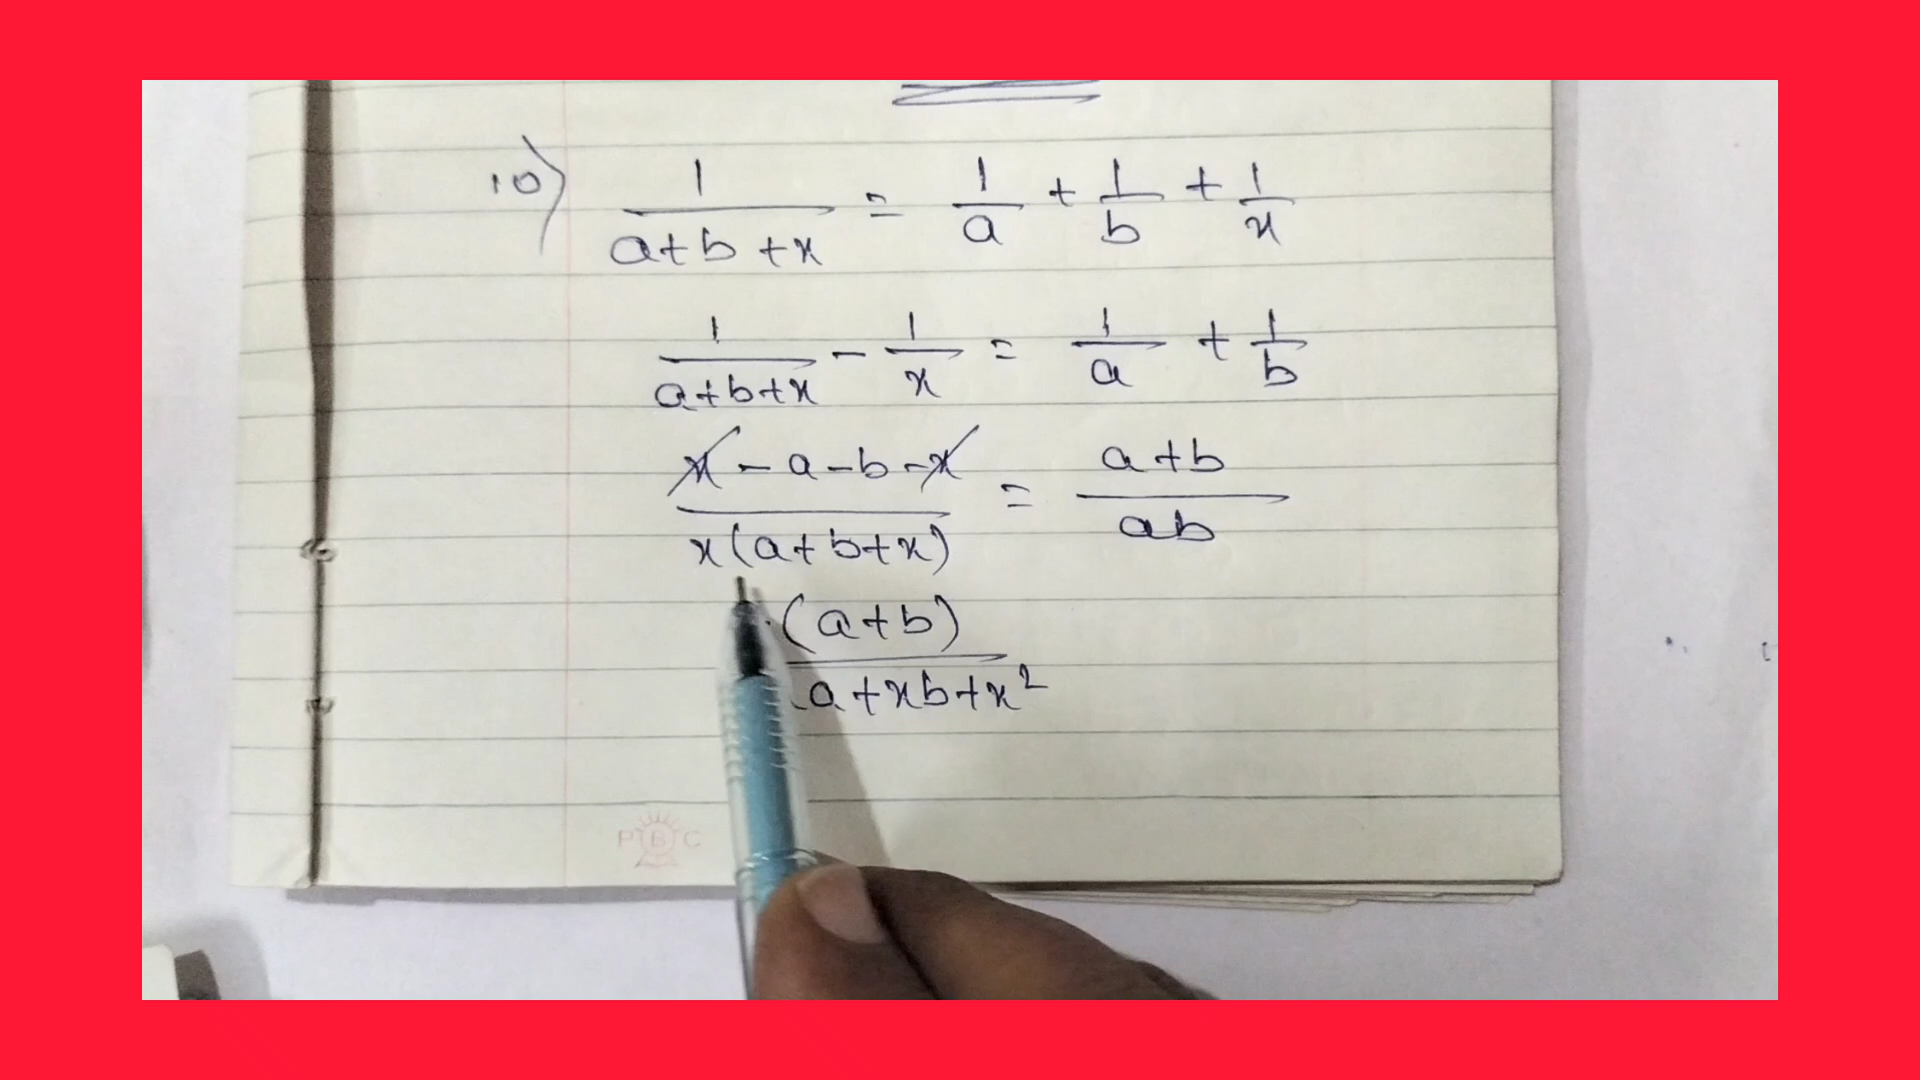 10) 1/(a+b+x) = 1/a + 1/b + 1/x
1/(a+b+x) - 1/x = 1/a + 1/b
(x - a - b - x)/(x(a+b+x)) = (a+b)/(ab)
(a+b)/(a+xb+x²)
PBC